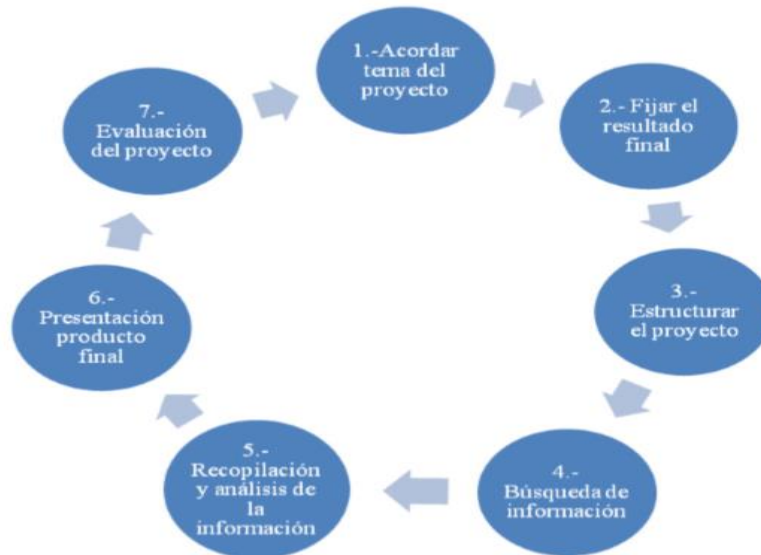 1.-Acordar
tema del
proyecto
2.- Fijar el
resultado
final
3.-
Estructurar
el proyecto
4.-
Búsqueda de
información
5.-
Recopilación
y análisis de
la
información
6.-
Presentación
producto
final
7.-
Evaluación
del proyecto